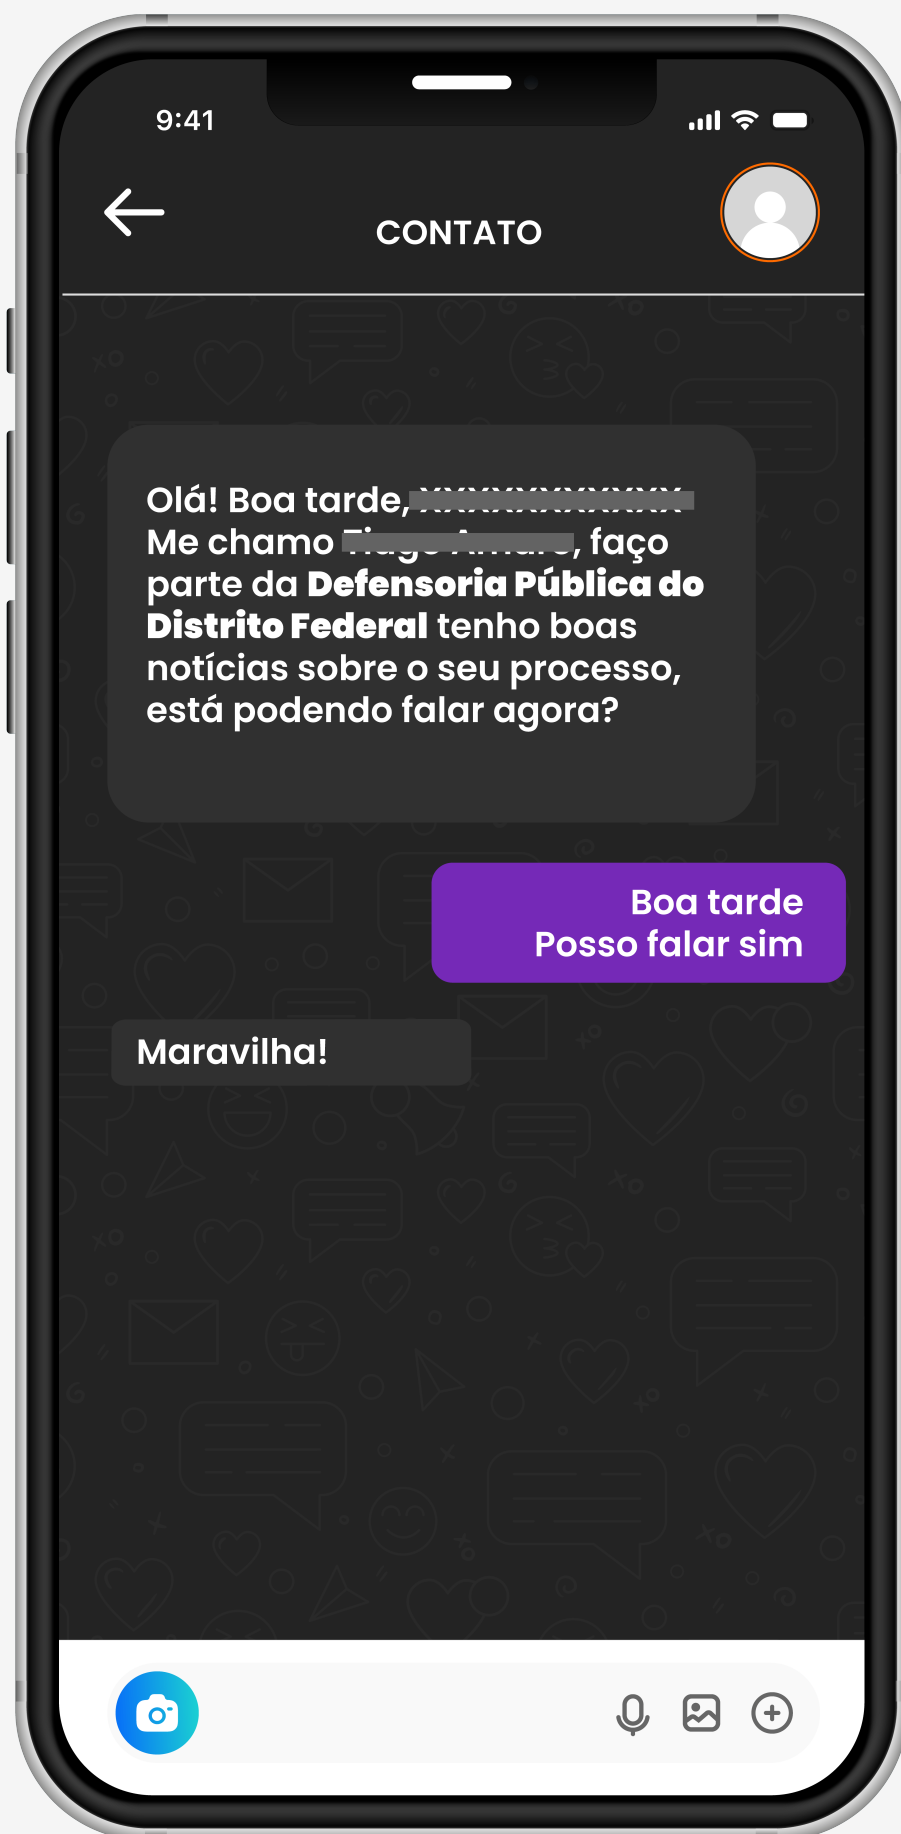 9:41
CONTATO
Olá! Boa tarde,
Me chamo , faço
parte da Defensoria Pública do
Distrito Federal tenho boas
notícias sobre o seu processo,
está podendo falar agora?
Boa tarde
Posso falar sim
Maravilha!